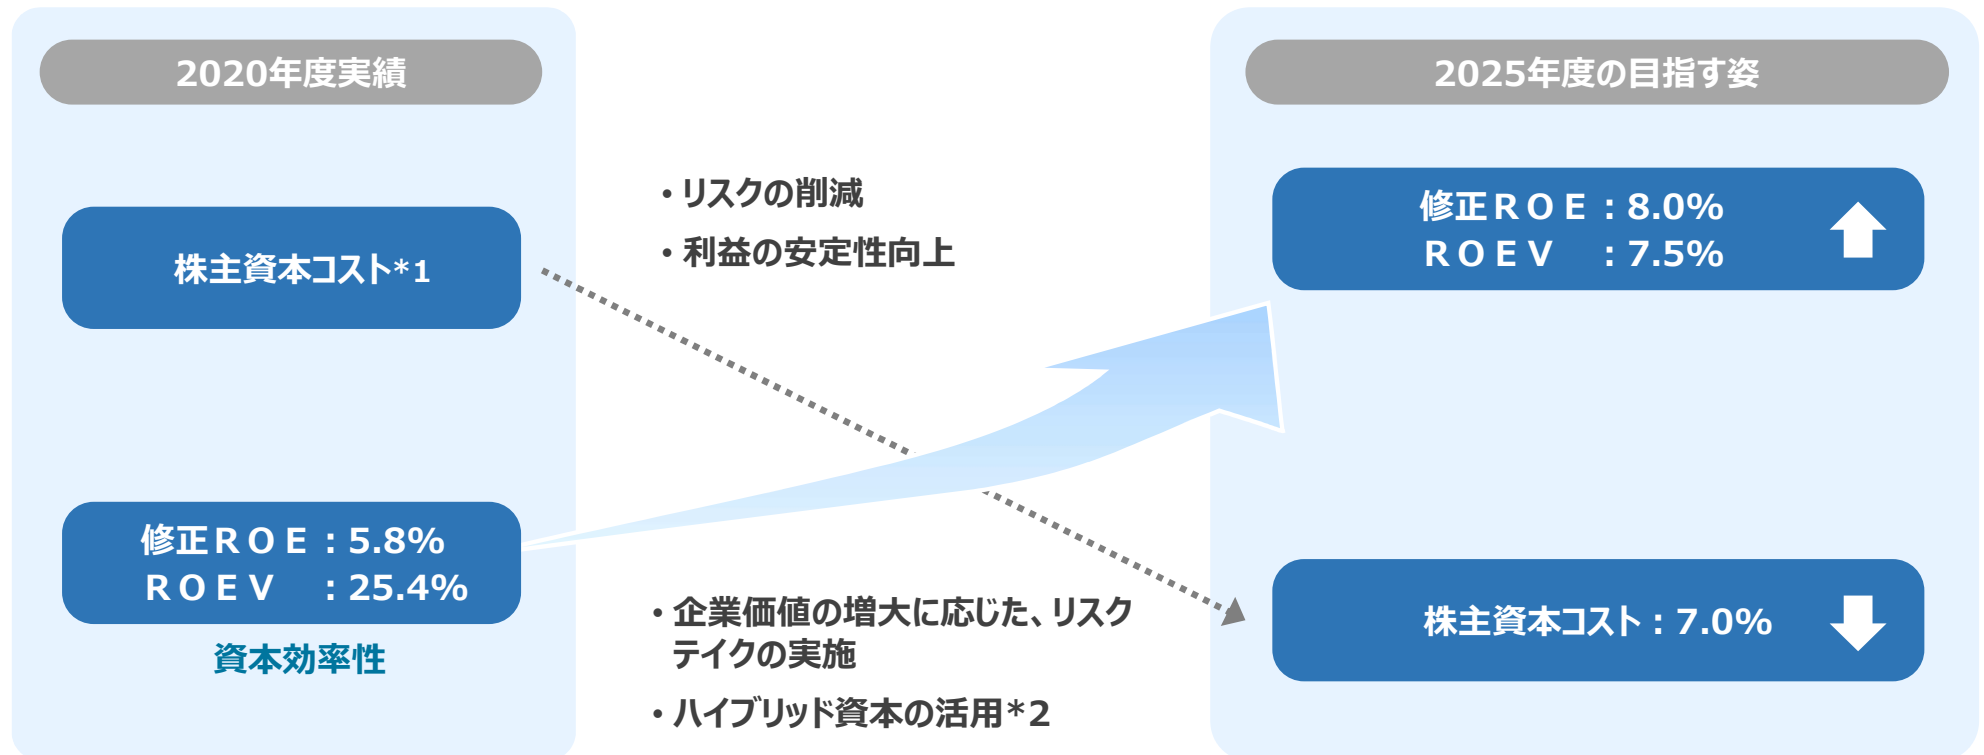 2020年度実績
株主資本コスト*1
修正ＲＯＥ：5.8%
ＲＯＥＶ　：25.4%
資本効率性
・リスクの削減
・利益の安定性向上
・企業価値の増大に応じた、リスク
テイクの実施
・ハイブリッド資本の活用*2
2025年度の目指す姿
修正ＲＯＥ：8.0%
ＲＯＥＶ　：7.5%
株主資本コスト：7.0%